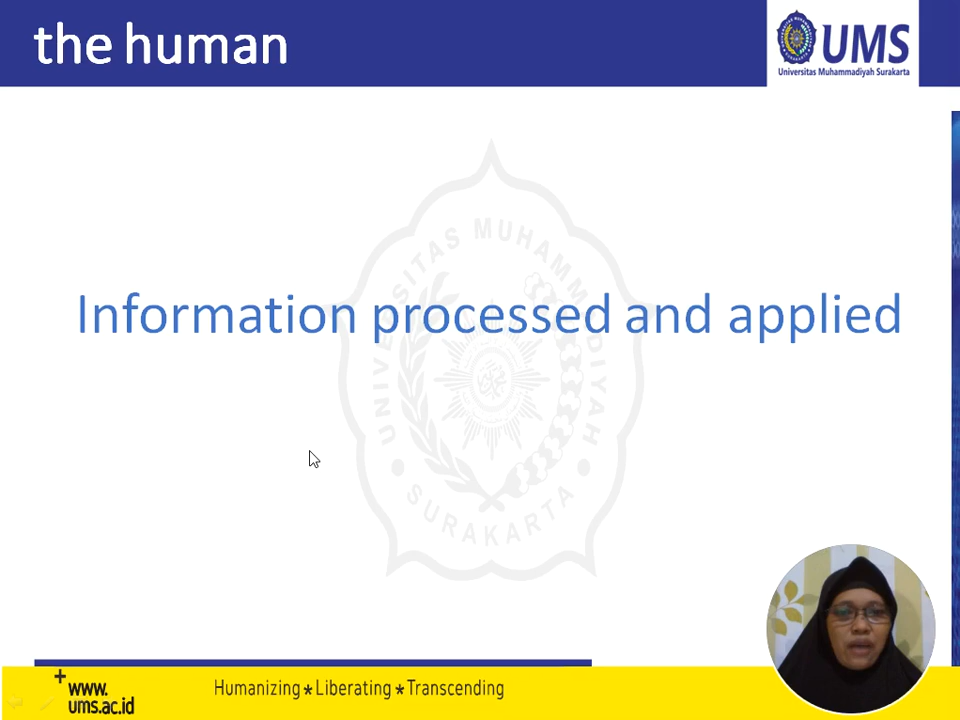 the human
UMS
Universitas Muhammadiyah Surakarta
UNIVERSITAS MUHAMMADIYAH
SURAKARTA
Information processed and applied
www.
ums.ac.id
Humanizing * Liberating * Transcending